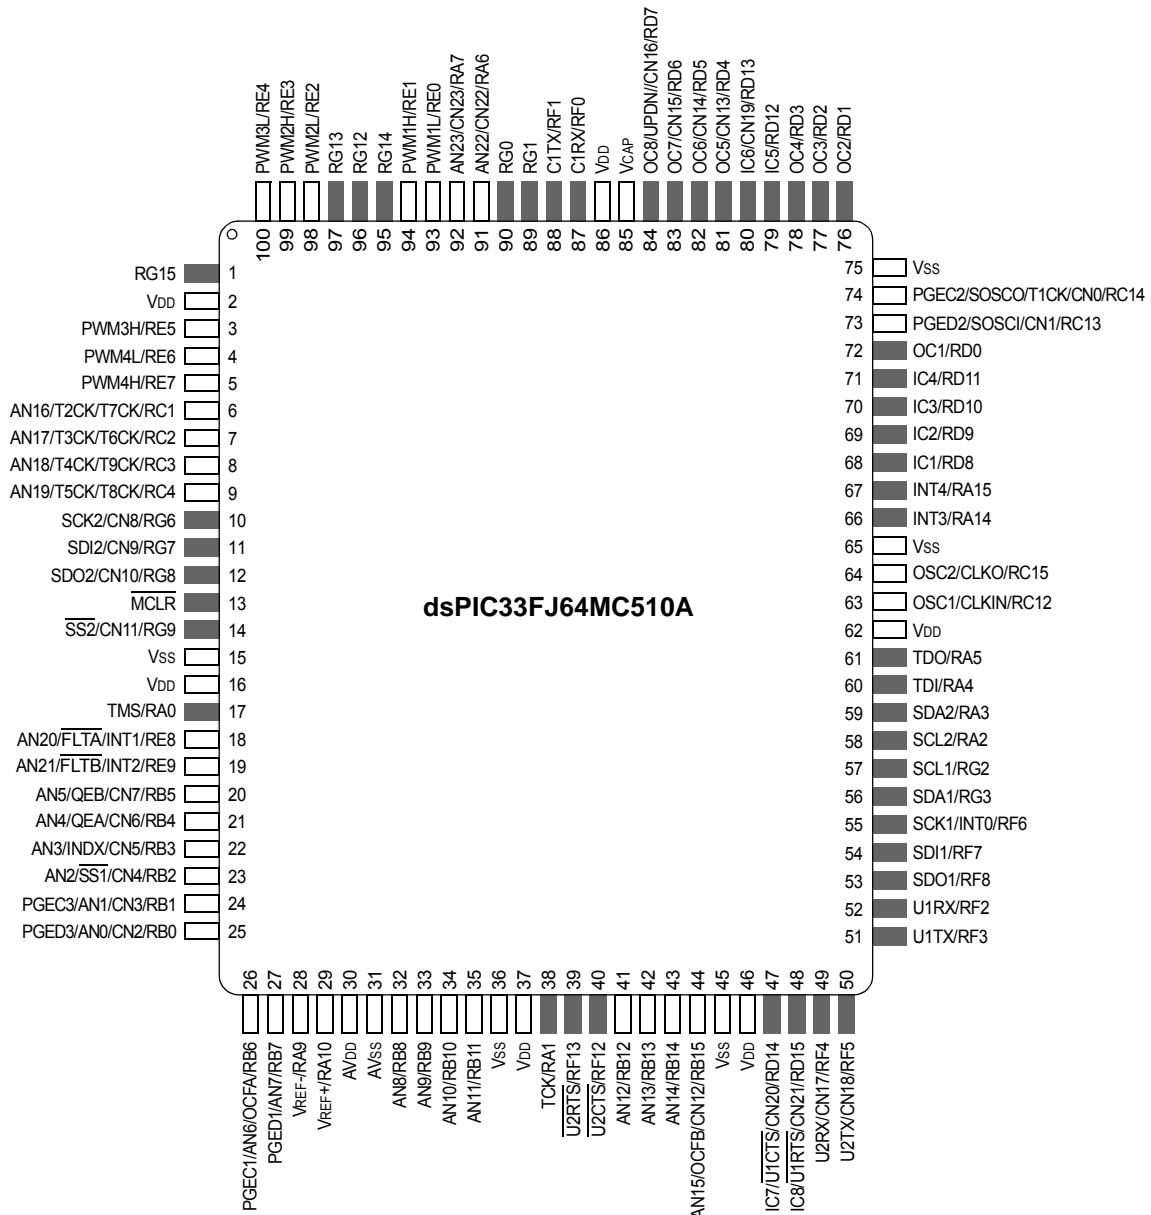 PWM3L/RE4
PWM2H/RE3
PWM2L/RE2
RG13
RG12
RG14
PWM1H/RE1
PWM1L/RE0
AN23/CN23/RA7
AN22/CN22/RA6
RG0
RG1
C1TX/RF1
C1RX/RF0
VDD
VCAP
OC8/UPDN//CN16/RD7
OC7/CN15/RD6
OC6/CN14/RD5
OC5/CN13/RD4
IC6/CN19/RD13
IC5/RD12
OC4/RD3
OC3/RD2
OC2/RD1
100 99 98 97 96 95 94 93 92 91 90 89 88 87 86 85 84 83 82 81 80 79 78 77 76
RG15 1
VDD 2
PWM3H/RE5 3
PWM4L/RE6 4
PWM4H/RE7 5
AN16/T2CK/T7CK/RC1 6
AN17/T3CK/T6CK/RC2 7
AN18/T4CK/T9CK/RC3 8
AN19/T5CK/T8CK/RC4 9
SCK2/CN8/RG6 10
SDI2/CN9/RG7 11
SDO2/CN10/RG8 12
MCLR 13
SS2/CN11/RG9 14
VSS 15
VDD 16
TMS/RA0 17
AN20/FLTA/INT1/RE8 18
AN21/FLTB/INT2/RE9 19
AN5/QEB/CN7/RB5 20
AN4/QEA/CN6/RB4 21
AN3/INDX/CN5/RB3 22
AN2/SS1/CN4/RB2 23
PGEC3/AN1/CN3/RB1 24
PGED3/AN0/CN2/RB0 25
dsPIC33FJ64MC510A
75 VSS
74 PGEC2/SOSCO/T1CK/CN0/RC14
73 PGED2/SOSCI/CN1/RC13
72 OC1/RD0
71 IC4/RD11
70 IC3/RD10
69 IC2/RD9
68 IC1/RD8
67 INT4/RA15
66 INT3/RA14
65 VSS
64 OSC2/CLKO/RC15
63 OSC1/CLKIN/RC12
62 VDD
61 TDO/RA5
60 TDI/RA4
59 SDA2/RA3
58 SCL2/RA2
57 SCL1/RG2
56 SDA1/RG3
55 SCK1/INT0/RF6
54 SDI1/RF7
53 SDO1/RF8
52 U1RX/RF2
51 U1TX/RF3
26 27 28 29 30 31 32 33 34 35 36 37 38 39 40 41 42 43 44 45 46 47 48 49 50
PGEC1/AN6/OCFA/RB6
PGED1/AN7/RB7
VREF-/RA9
VREF+/RA10
AVDD
AVSS
AN8/RB8
AN9/RB9
AN10/RB10
AN11/RB11
VSS
VDD
TCK/RA1
U2RTS/RF13
U2CTS/RF12
AN12/RB12
AN13/RB13
AN14/RB14
AN15/OCFB/CN12/RB15
VSS
VDD
IC7/U1CTS/CN20/RD14
IC8/U1RTS/CN21/RD15
U2RX/CN17/RF4
U2TX/CN18/RF5